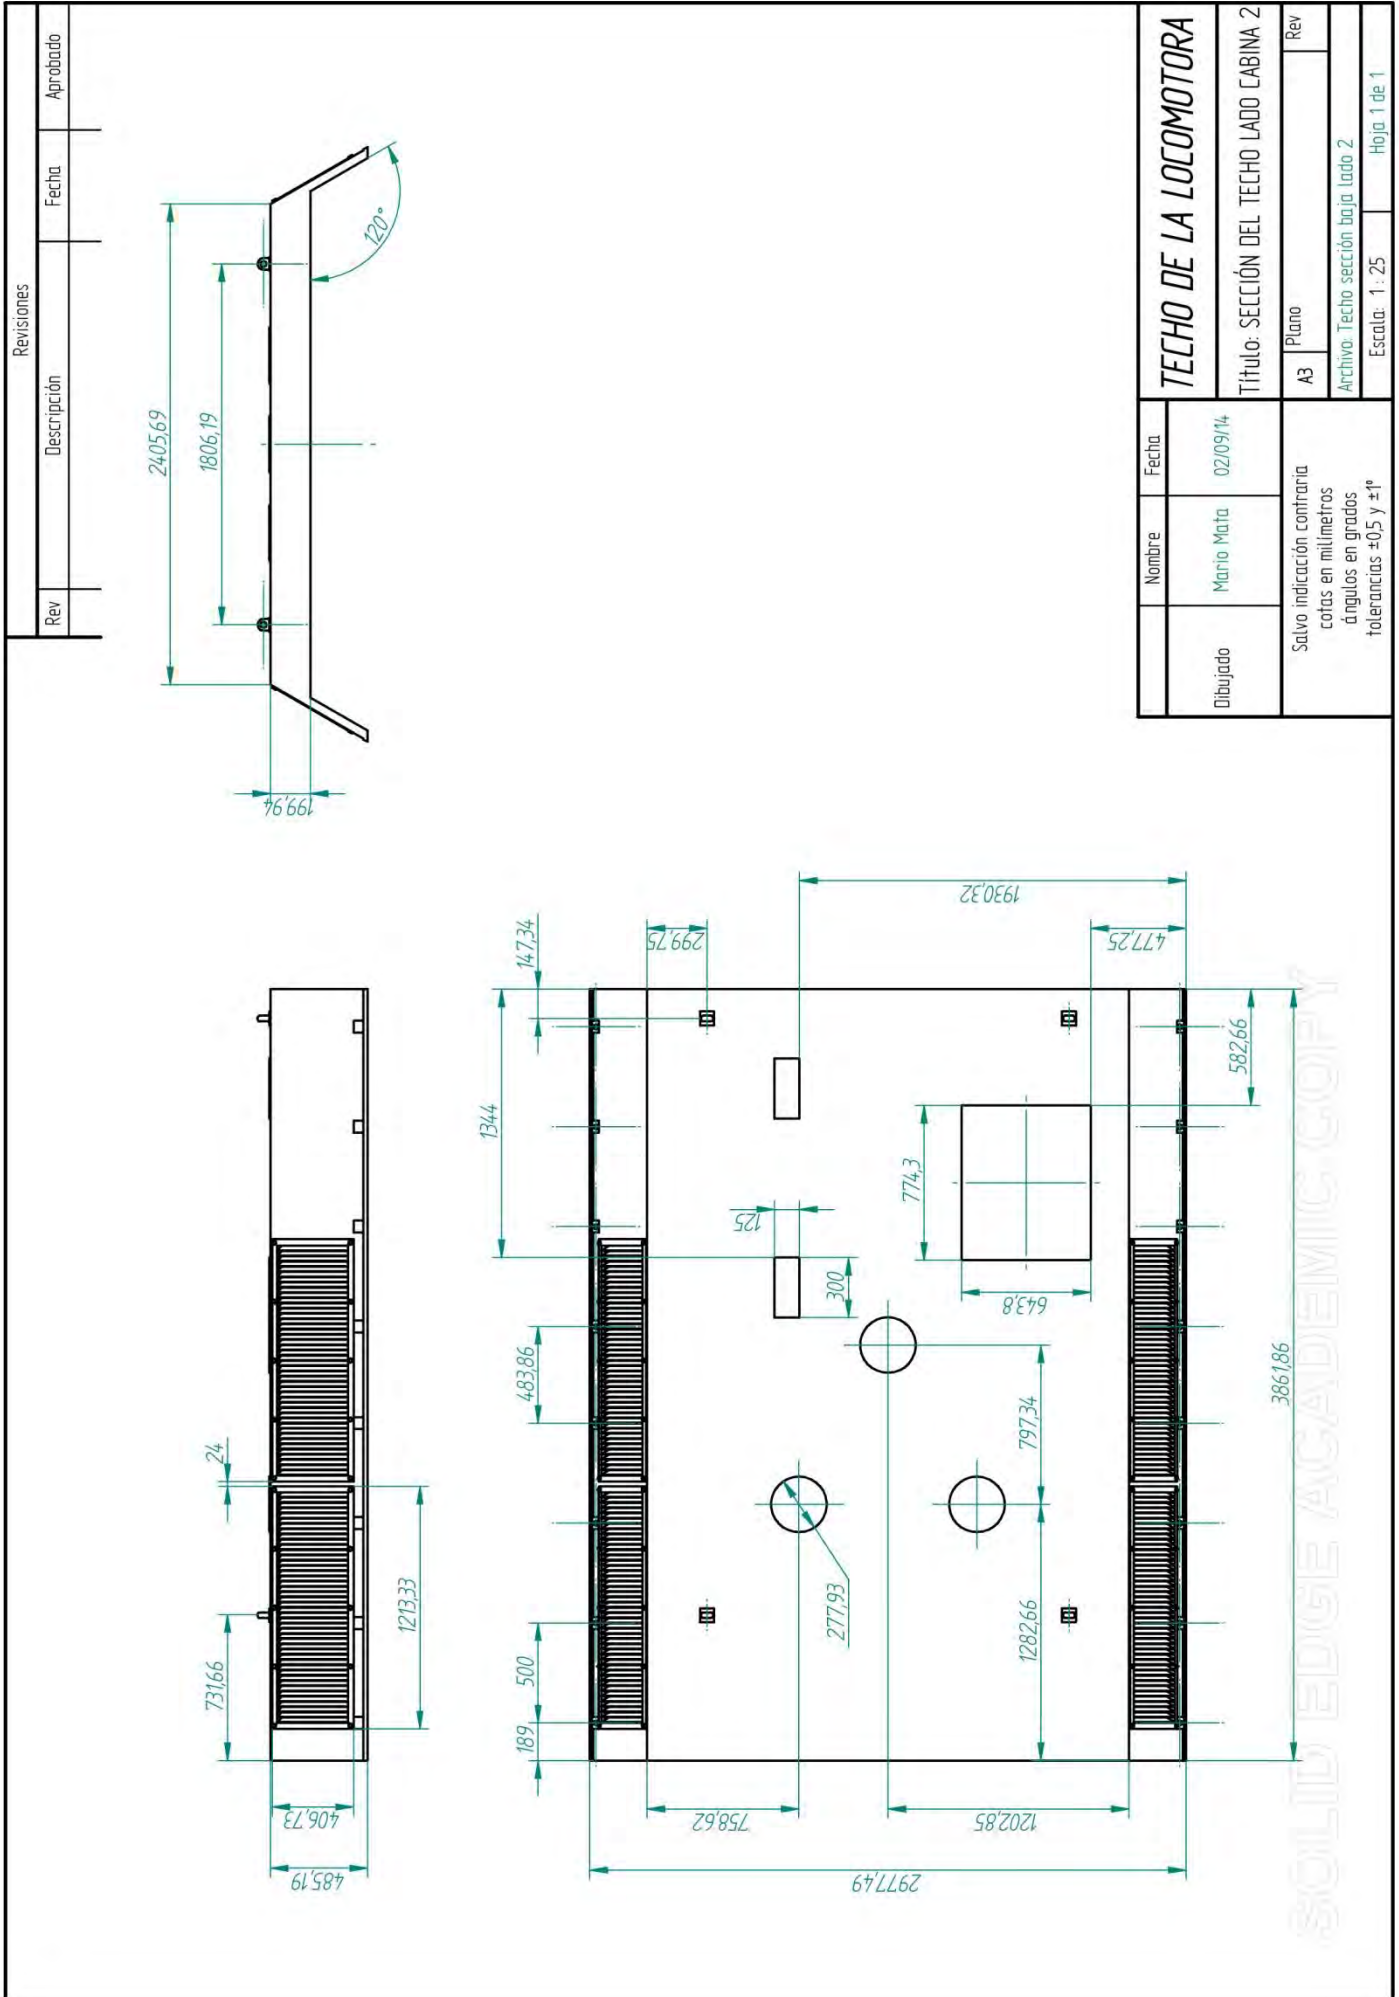 Revisiones
Rev
Descripción
Fecha
Aprobado
2405,69
1806,19
120°
199,94
731,66
24
1213,33
406,73
485,19
189
500
483,86
1344
147,34
299,75
1930,32
477,25
582,66
774,3
643,8
125
300
797,34
277,93
1282,66
758,62
1202,85
2977,49
3861,86
SOLID EDGE ACADEMIC COPY
Nombre
Fecha
TECHO DE LA LOCOMOTORA
Dibujado
Mario Mata
02/09/14
Título: SECCIÓN DEL TECHO LADO CABINA 2
Salvo indicación contraria
cotas en milímetros
ángulos en grados
tolerancias ±0,5 y ±1º
A3
Plano
Rev
Archivo: Techo sección baja lado 2
Escala: 1 : 25
Hoja 1 de 1